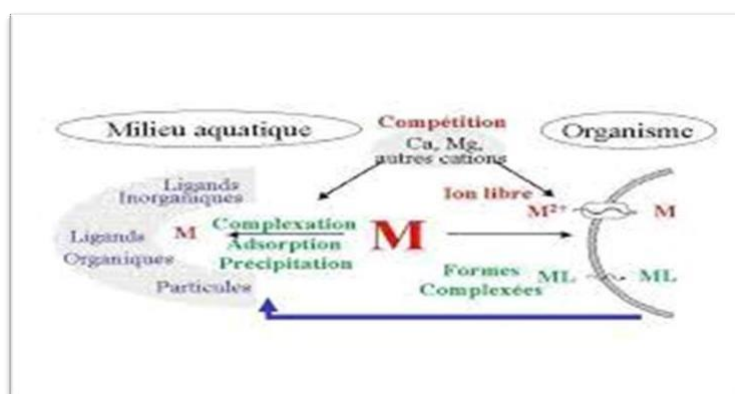 Milieu aquatique
Compétition
Ca, Mg,
autres cations
Organisme
Ligands
Inorganiques
Ligands
Organiques
Particules
M
Complexation
Adsorption
Précipitation
M
Ion libre
M2+
M
Formes
Complexées
ML
ML